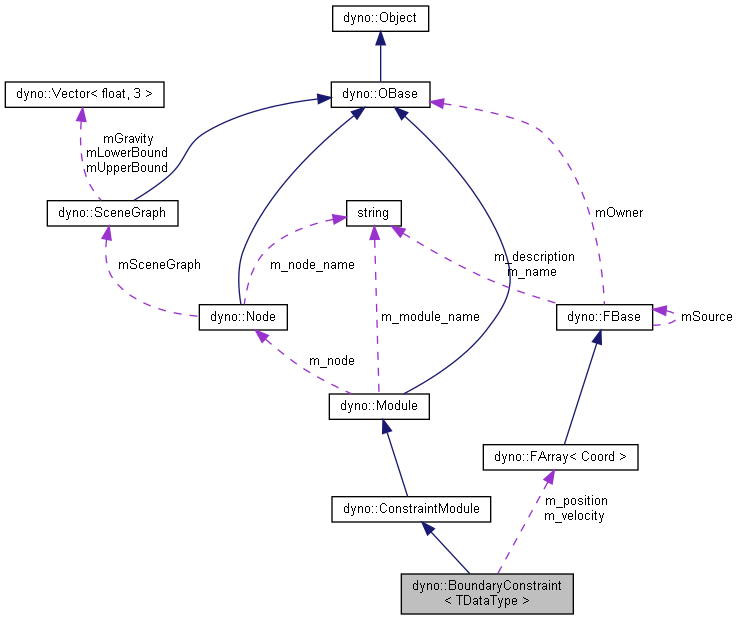 dyno::Object
dyno::Vector< float, 3 >
dyno::OBase
mGravity
mLowerBound
mUpperBound
dyno::SceneGraph
string
mOwner
mSceneGraph
m_node_name
m_description
m_name
dyno::Node
m_module_name
dyno::FBase
mSource
m_node
dyno::Module
dyno::FArray< Coord >
dyno::ConstraintModule
m_position
m_velocity
dyno::BoundaryConstraint
< TDataType >